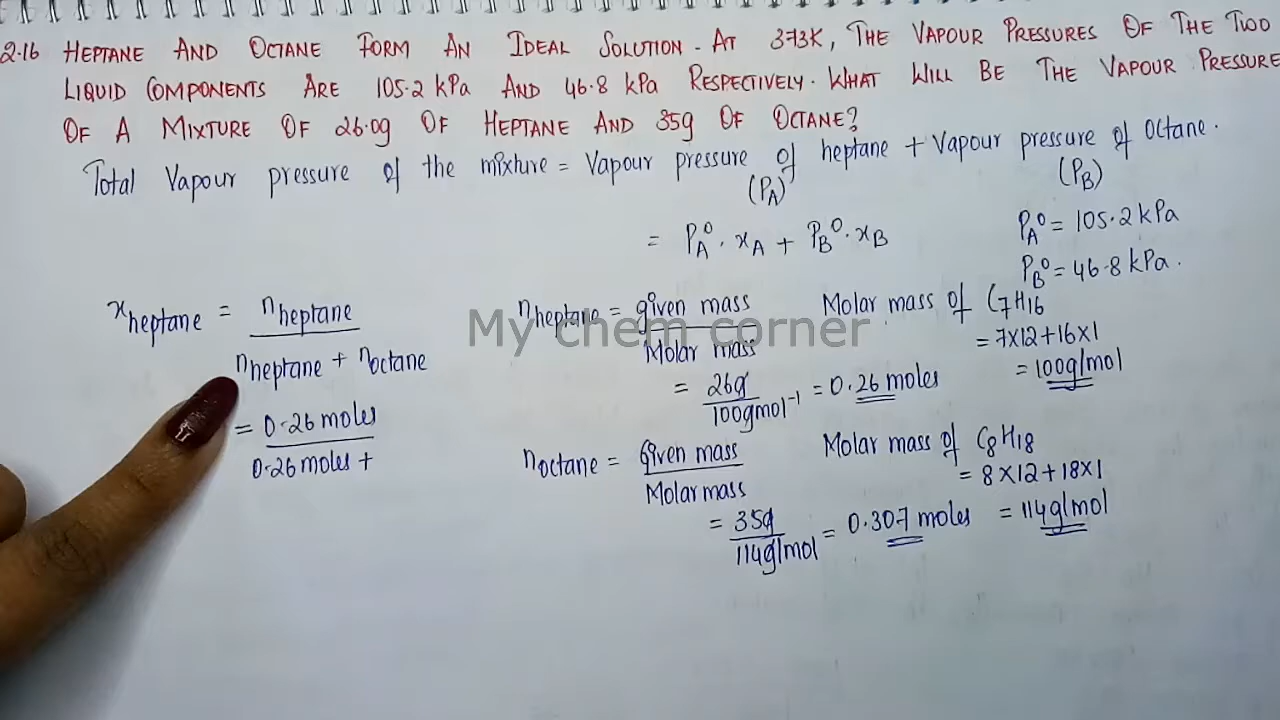 2.16 HEPTANE AND OCTANE FORM AN IDEAL SOLUTION. AT 373K, THE VAPOUR PRESSURES OF THE TWO
LIQUID COMPONENTS ARE 105.2 kPa AND 46.8 kPa RESPECTIVELY. WHAT WILL BE THE VAPOUR PRESSURE
OF A MIXTURE OF 26.0g OF HEPTANE AND 35g OF OCTANE?
Total Vapour pressure of the mixture = Vapour pressure of heptane + Vapour pressure of Octane.
(PA) (PB)
= PA⁰ . xA + PB⁰ . xB
PA⁰ = 105.2 kPa
PB⁰ = 46.8 kPa.
xheptane = nheptane
nheptane + noctane
= 0.26 moles
0.26 moles +
nheptane = given mass
Molar mass
= 26g
100gmol⁻¹ = 0.26 moles
Molar mass of C7H16
= 7x12+16x1
= 100g/mol
noctane = Given mass
Molar mass
= 35g
114g/mol = 0.307 moles
Molar mass of C8H18
= 8x12+18x1
= 114g/mol
My chem corner